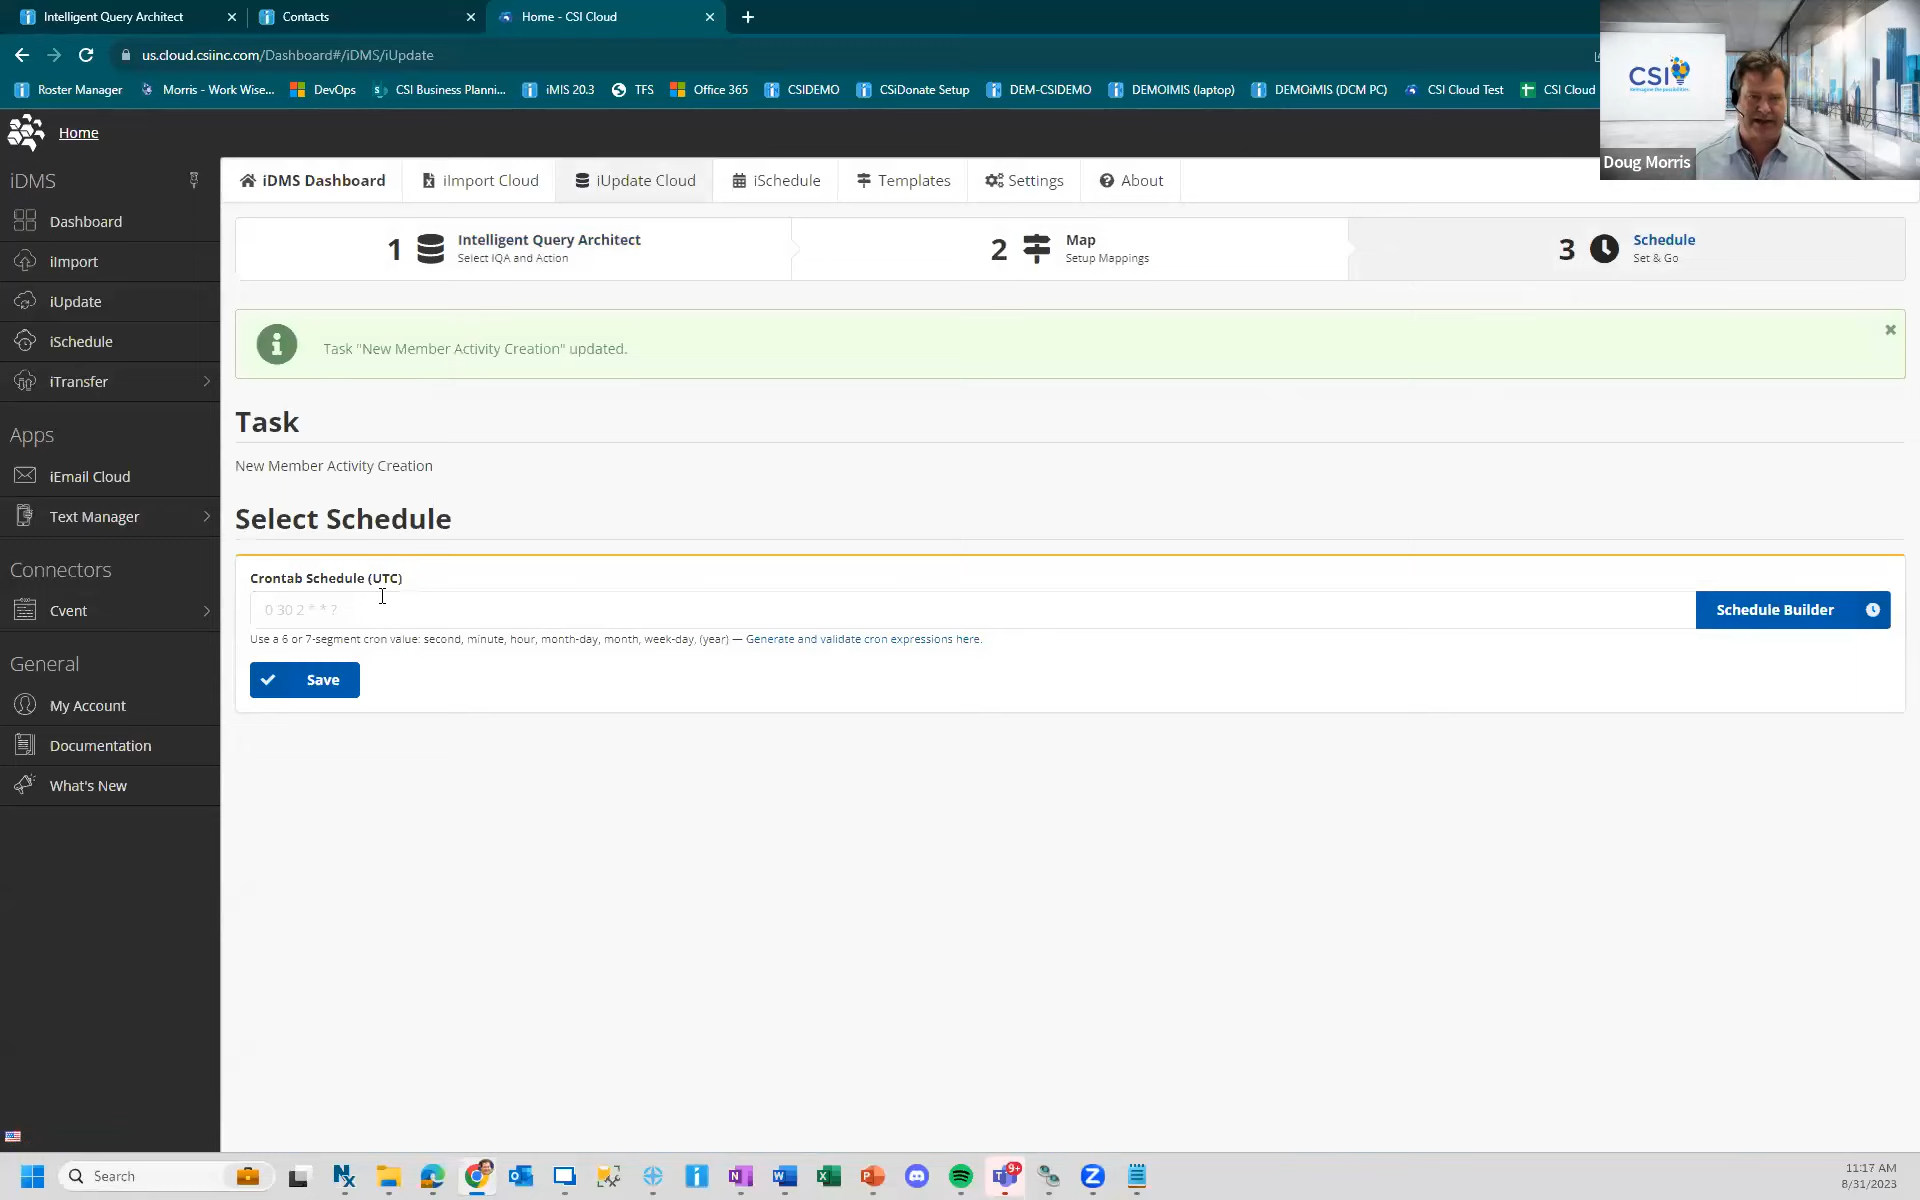 Intelligent Query Architect
Contacts
Home - CSI Cloud
us.cloud.csiinc.com/Dashboard#/iDMS/iUpdate
Roster Manager
Morris - Work Wise...
DevOps
CSI Business Planni...
iMIS 20.3
TFS
Office 365
CSIDEMO
CSiDonate Setup
DEM-CSIDEMO
DEMOIMIS (laptop)
DEMOiMIS (DCM PC)
CSI Cloud Test
CSI Cloud
CSI
Doug Morris
Home
iDMS
Dashboard
iImport
iUpdate
iSchedule
iTransfer
Apps
iEmail Cloud
Text Manager
Connectors
Cvent
General
My Account
Documentation
What's New
iDMS Dashboard
iImport Cloud
iUpdate Cloud
iSchedule
Templates
Settings
About
1 Intelligent Query Architect
Select IQA and Action
2 Map
Setup Mappings
3 Schedule
Set & Go
Task "New Member Activity Creation" updated.
Task
New Member Activity Creation
Select Schedule
Crontab Schedule (UTC)
0 30 2 * * ?
Schedule Builder
Use a 6 or 7-segment cron value: second, minute, hour, month-day, month, week-day, (year) — Generate and validate cron expressions here.
Save
Search
9+
11:17 AM
8/31/2023